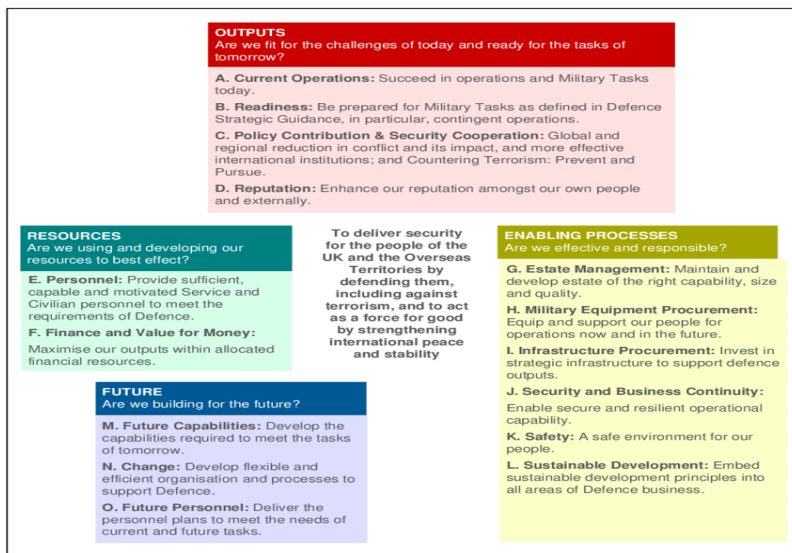 OUTPUTS
Are we fit for the challenges of today and ready for the tasks of
tomorrow?
A. Current Operations: Succeed in operations and Military Tasks
today.
B. Readiness: Be prepared for Military Tasks as defined in Defence
Strategic Guidance, in particular, contingent operations.
C. Policy Contribution & Security Cooperation: Global and
regional reduction in conflict and its impact, and more effective
international institutions; and Countering Terrorism: Prevent and
Pursue.
D. Reputation: Enhance our reputation amongst our own people
and externally.
RESOURCES
Are we using and developing our
resources to best effect?
E. Personnel: Provide sufficient,
capable and motivated Service and
Civilian personnel to meet the
requirements of Defence.
F. Finance and Value for Money:
Maximise our outputs within allocated
financial resources.
To deliver security
for the people of the
UK and the Overseas
Territories by
defending them,
including against
terrorism, and to act
as a force for good
by strengthening
international peace
and stability
ENABLING PROCESSES
Are we effective and responsible?
G. Estate Management: Maintain and
develop estate of the right capability, size
and quality.
H. Military Equipment Procurement:
Equip and support our people for
operations now and in the future.
I. Infrastructure Procurement: Invest in
strategic infrastructure to support defence
outputs.
J. Security and Business Continuity:
Enable secure and resilient operational
capability.
K. Safety: A safe environment for our
people.
L. Sustainable Development: Embed
sustainable development principles into
all areas of Defence business.
FUTURE
Are we building for the future?
M. Future Capabilities: Develop the
capabilities required to meet the tasks
of tomorrow.
N. Change: Develop flexible and
efficient organisation and processes to
support Defence.
O. Future Personnel: Deliver the
personnel plans to meet the needs of
current and future tasks.